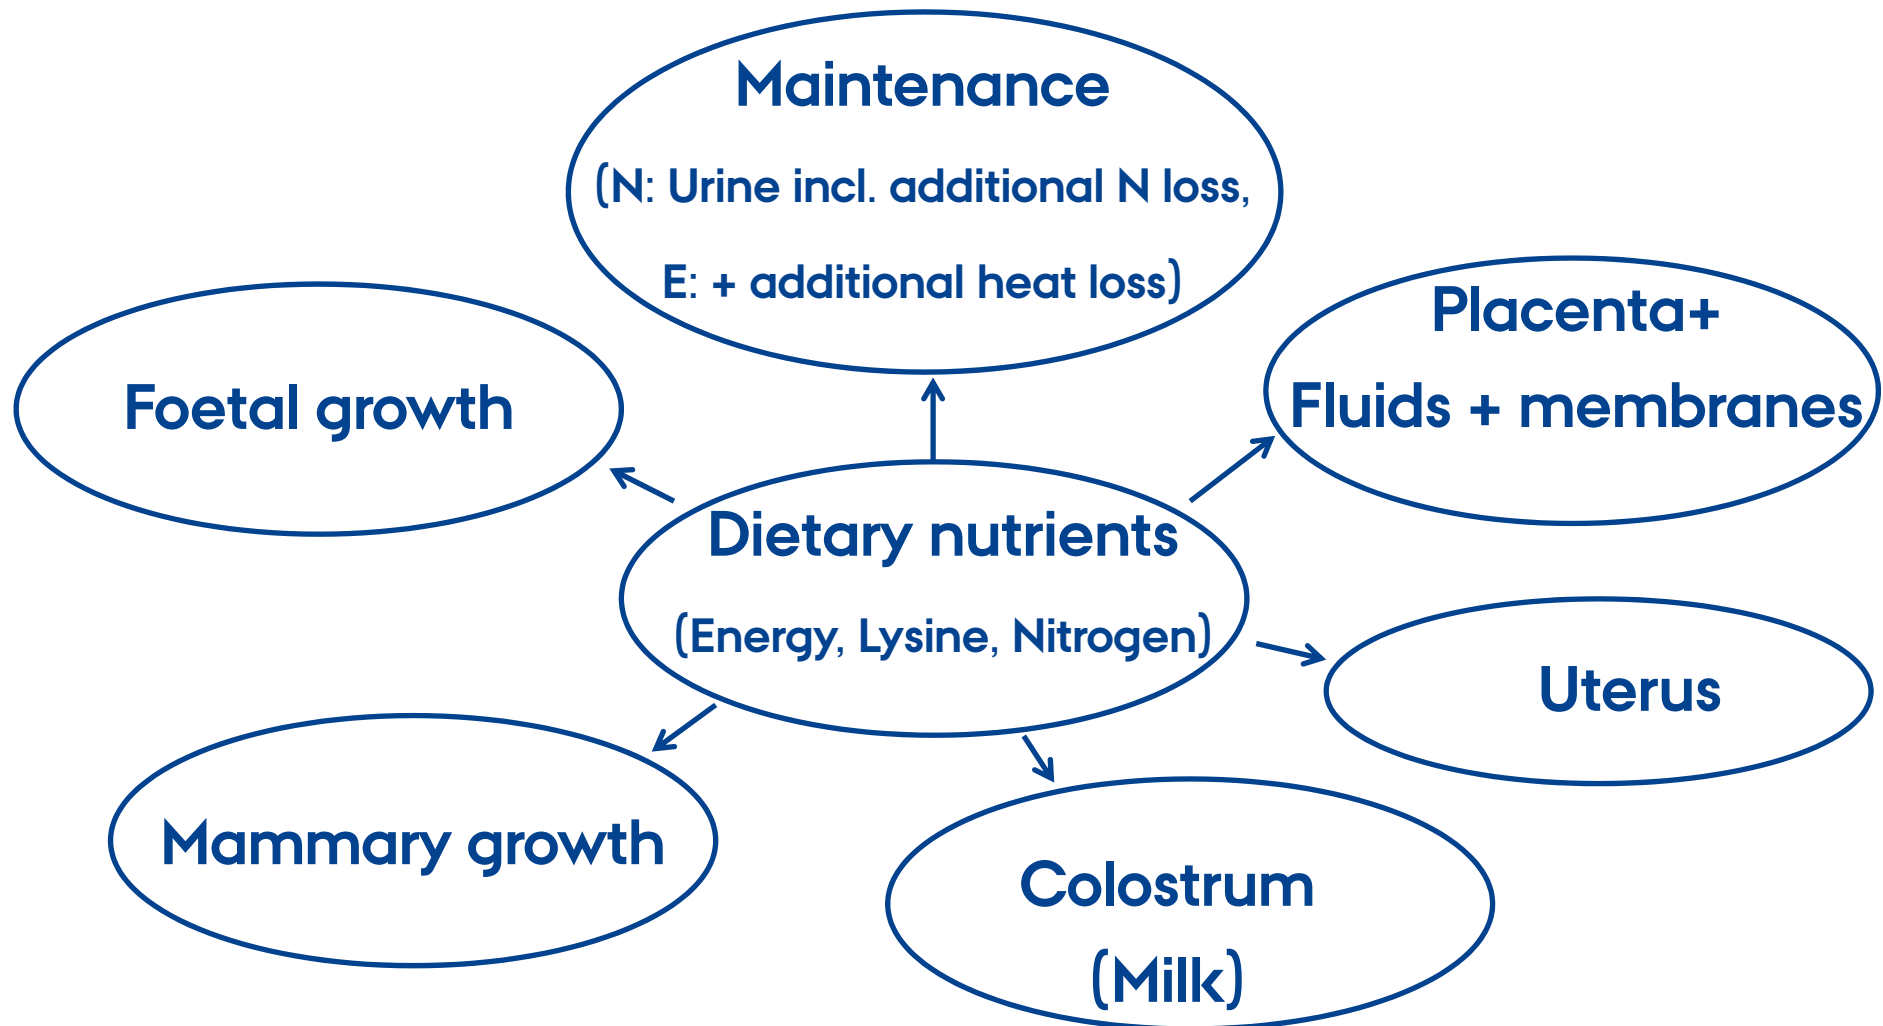 Maintenance
(N: Urine incl. additional N loss,
E: + additional heat loss)
Placenta+
Fluids + membranes
Foetal growth
Dietary nutrients
(Energy, Lysine, Nitrogen)
Uterus
Mammary growth
Colostrum
(Milk)